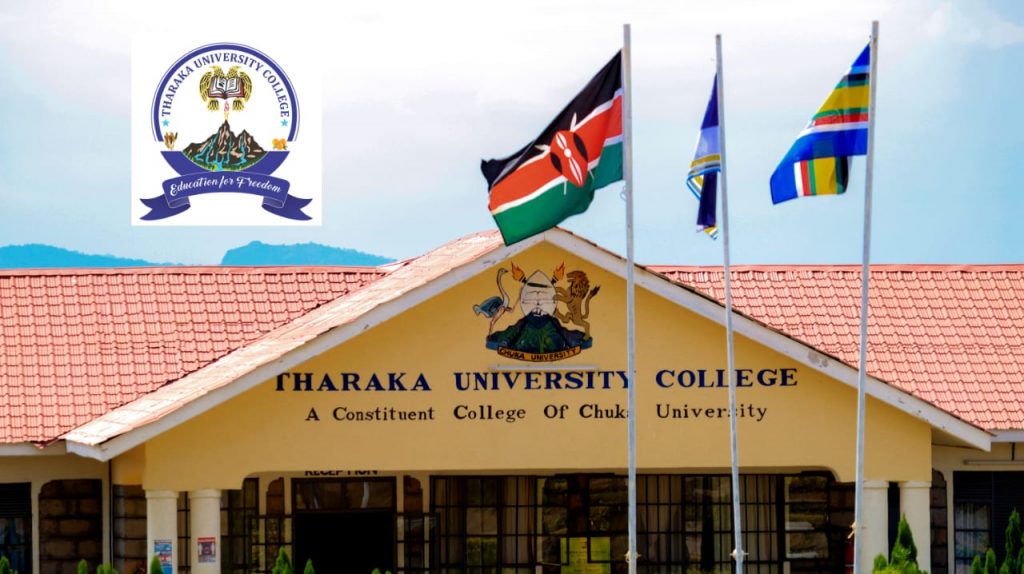 THARAKA UNIVERSITY COLLEGE
Education for Freedom
CHUKA UNIVERSITY
THARAKA UNIVERSITY COLLEGE
A Constituent College Of Chuka University
RECEPTION